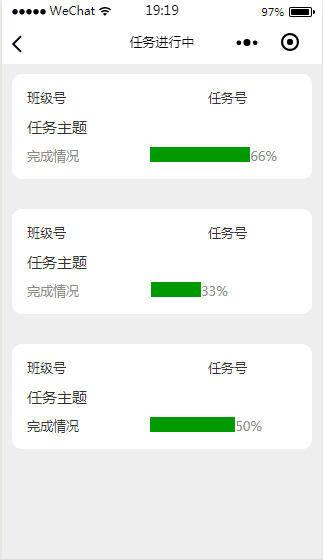 WeChat 19:19 97%
任务进行中
班级号 任务号
任务主题
完成情况 66%
班级号 任务号
任务主题
完成情况 33%
班级号 任务号
任务主题
完成情况 50%